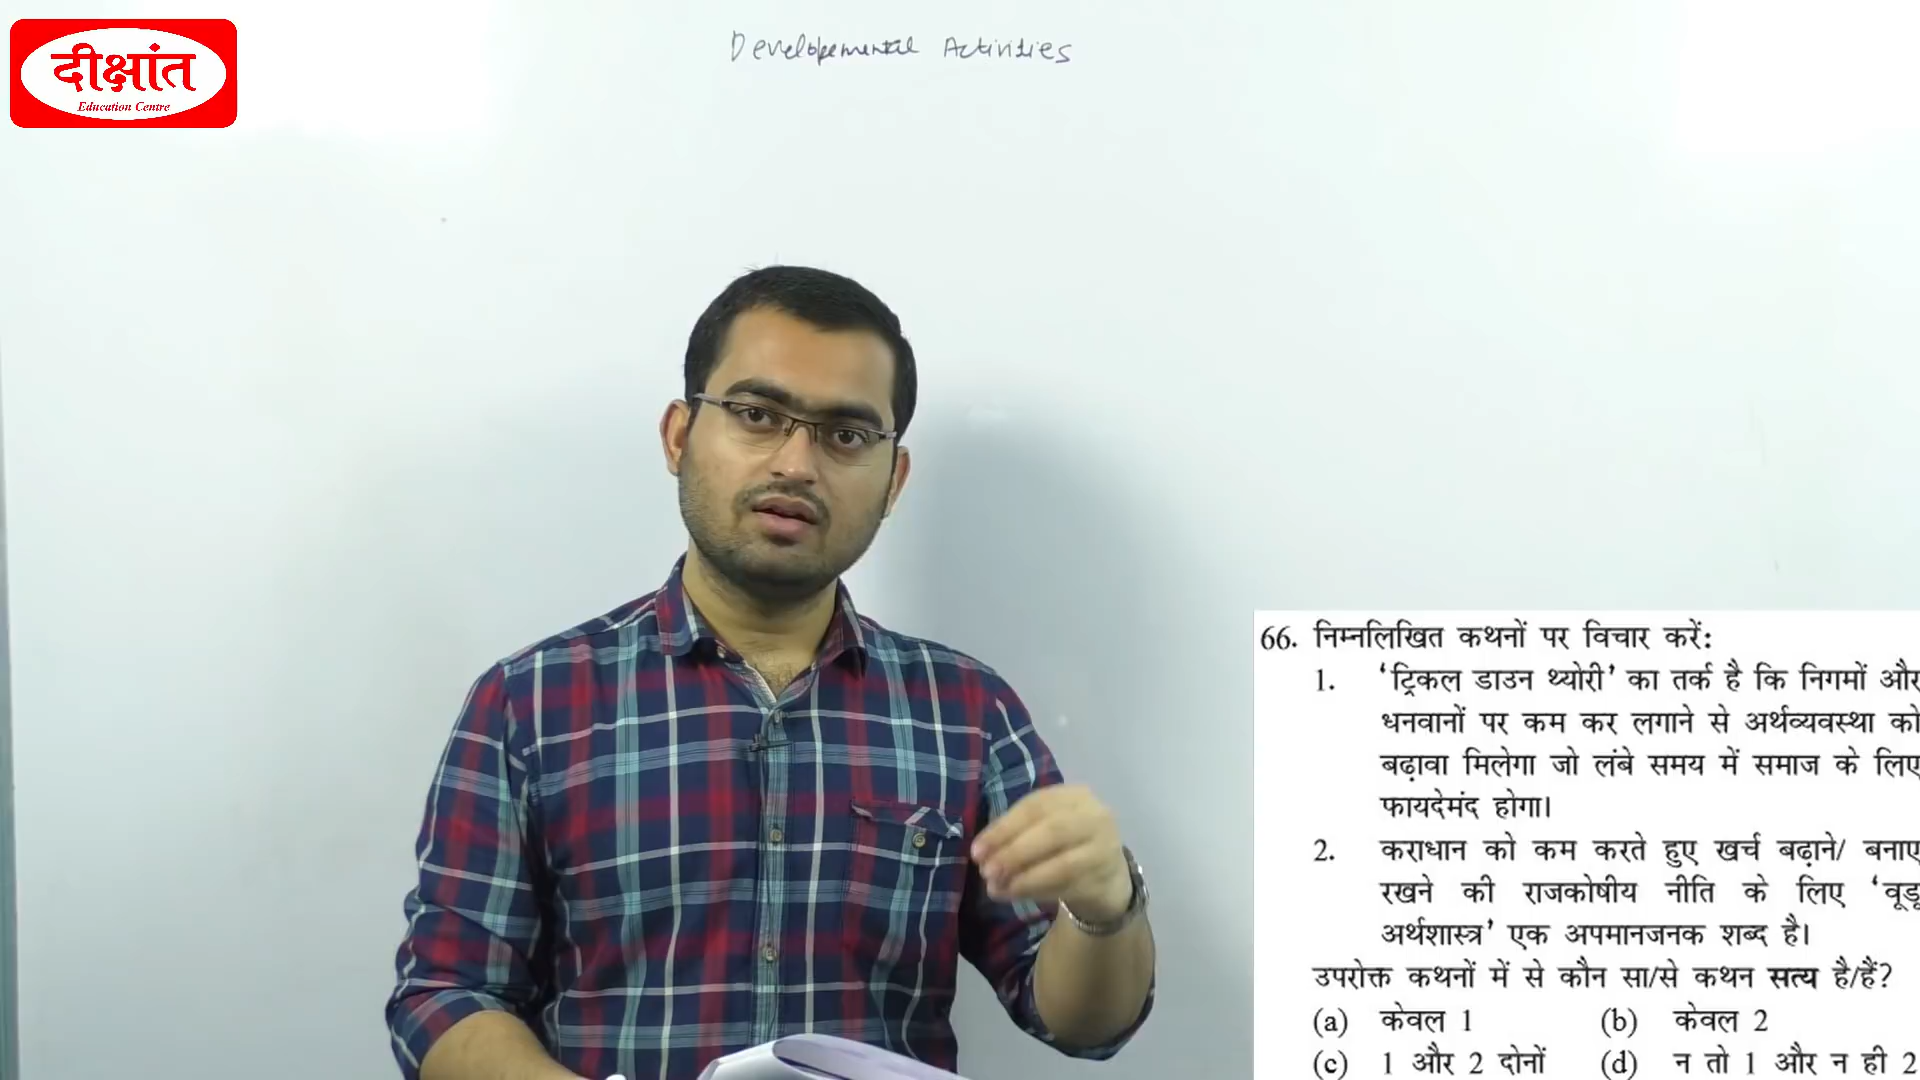 दीक्षांत
Education Centre
Developemental Activities
66. निम्नलिखित कथनों पर विचार करें:
1. ‘ट्रिकल डाउन थ्योरी’ का तर्क है कि निगमों और
धनवानों पर कम कर लगाने से अर्थव्यवस्था को
बढ़ावा मिलेगा जो लंबे समय में समाज के लिए
फायदेमंद होगा।
2. कराधान को कम करते हुए खर्च बढ़ाने/ बनाए
रखने की राजकोषीय नीति के लिए ‘वूडू
अर्थशास्त्र’ एक अपमानजनक शब्द है।
उपरोक्त कथनों में से कौन सा/से कथन सत्य है/हैं?
(a) केवल 1 (b) केवल 2
(c) 1 और 2 दोनों (d) न तो 1 और न ही 2